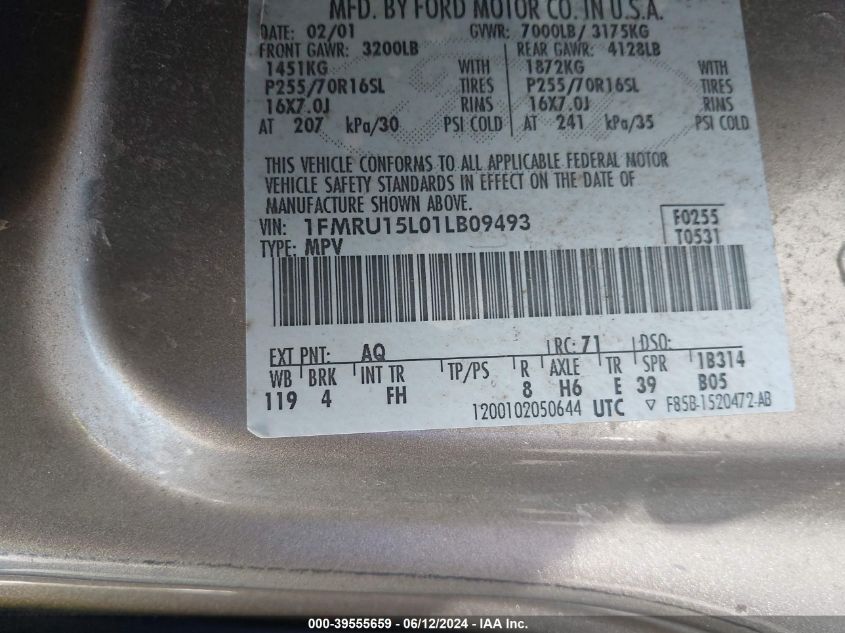 MFD. BY FORD MOTOR CO. IN U.S.A.
DATE: 02/01 GVWR: 7000LB/ 3175KG
FRONT GAWR: 3200LB REAR GAWR: 4128LB
1451KG WITH 1872KG WITH
P255/70R16SL TIRES P255/70R16SL TIRES
16X7.0J RIMS 16X7.0J RIMS
AT 207 kPa/30 PSI COLD AT 241 kPa/35 PSI COLD
THIS VEHICLE CONFORMS TO ALL APPLICABLE FEDERAL MOTOR
VEHICLE SAFETY STANDARDS IN EFFECT ON THE DATE OF
MANUFACTURE SHOWN ABOVE.
VIN: 1FMRU15L01LB09493 F0255
TYPE: MPV T0531
EXT PNT: AQ RC: 71 DSO:
WB BRK INT TR TP/PS R AXLE TR SPR 1B314
119 4 FH 8 H6 E 39 B05
1200102050644 UTC ▽ F85B-1520472-AB
000-39555659 - 06/12/2024 - IAAI Inc.